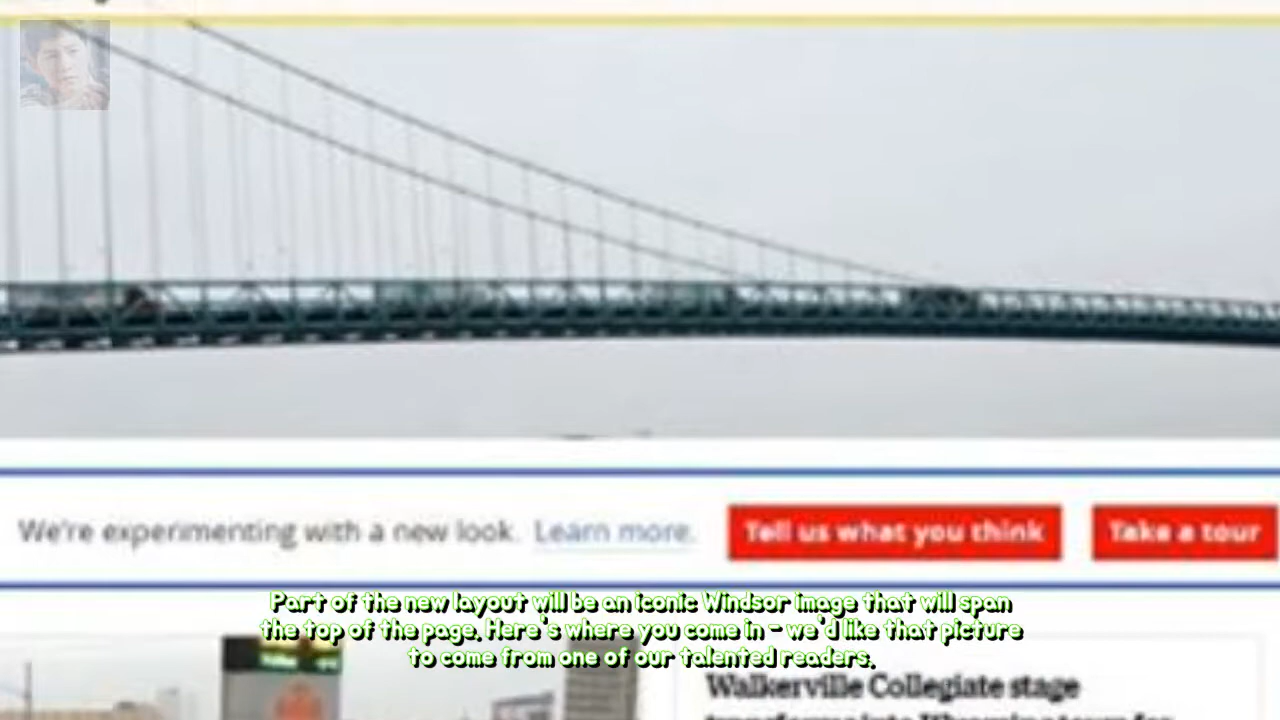 We're experimenting with a new look. Learn more.
Tell us what you think
Take a tour
Part of the new layout will be an iconic Windsor image that will span
the top of the page. Here's where you come in - we'd like that picture
to come from one of our talented readers.
Walkerville Collegiate stage